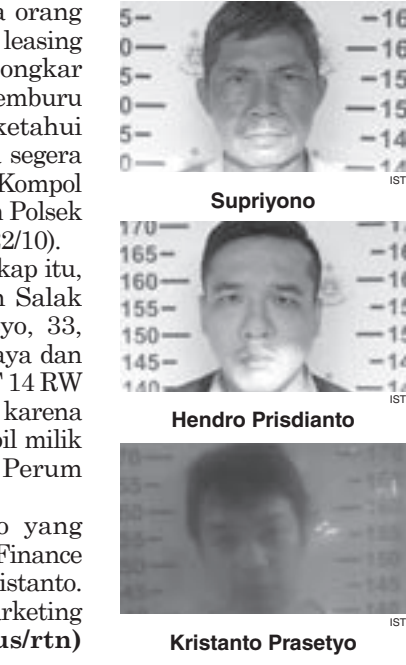 a orang
leasing
ongkar
emburu
ketahui
segera
Kompol
n Polsek
22/10).
kap itu,
n Salak
yo, 33,
aya dan
T 14 RW
karena
bil milik
Perum
o yang
Finance
istanto.
rketing
us/rtn)
IST
Supriyono
170
165
160
155
150
145
140
IST
Hendro Prisdianto
IST
Kristanto Prasetyo